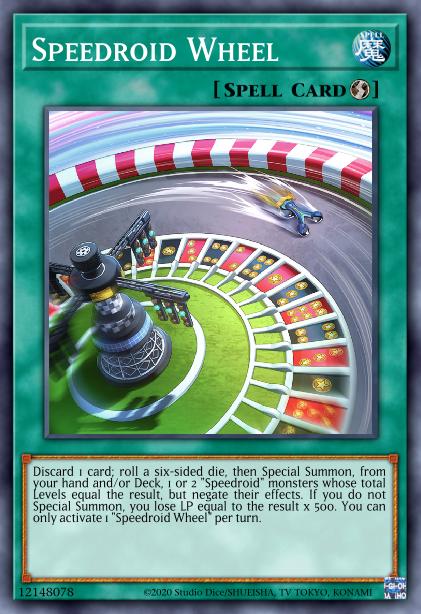 SPEEDROID WHEEL
SPELL
魔
[SPELL CARD]
Discard 1 card; roll a six-sided die, then Special Summon, from
your hand and/or Deck, 1 or 2 "Speedroid" monsters whose total
Levels equal the result, but negate their effects. If you do not
Special Summon, you lose LP equal to the result x 500. You can
only activate 1 "Speedroid Wheel" per turn.
12148078
©2020 Studio Dice/SHUEISHA, TV TOKYO, KONAMI